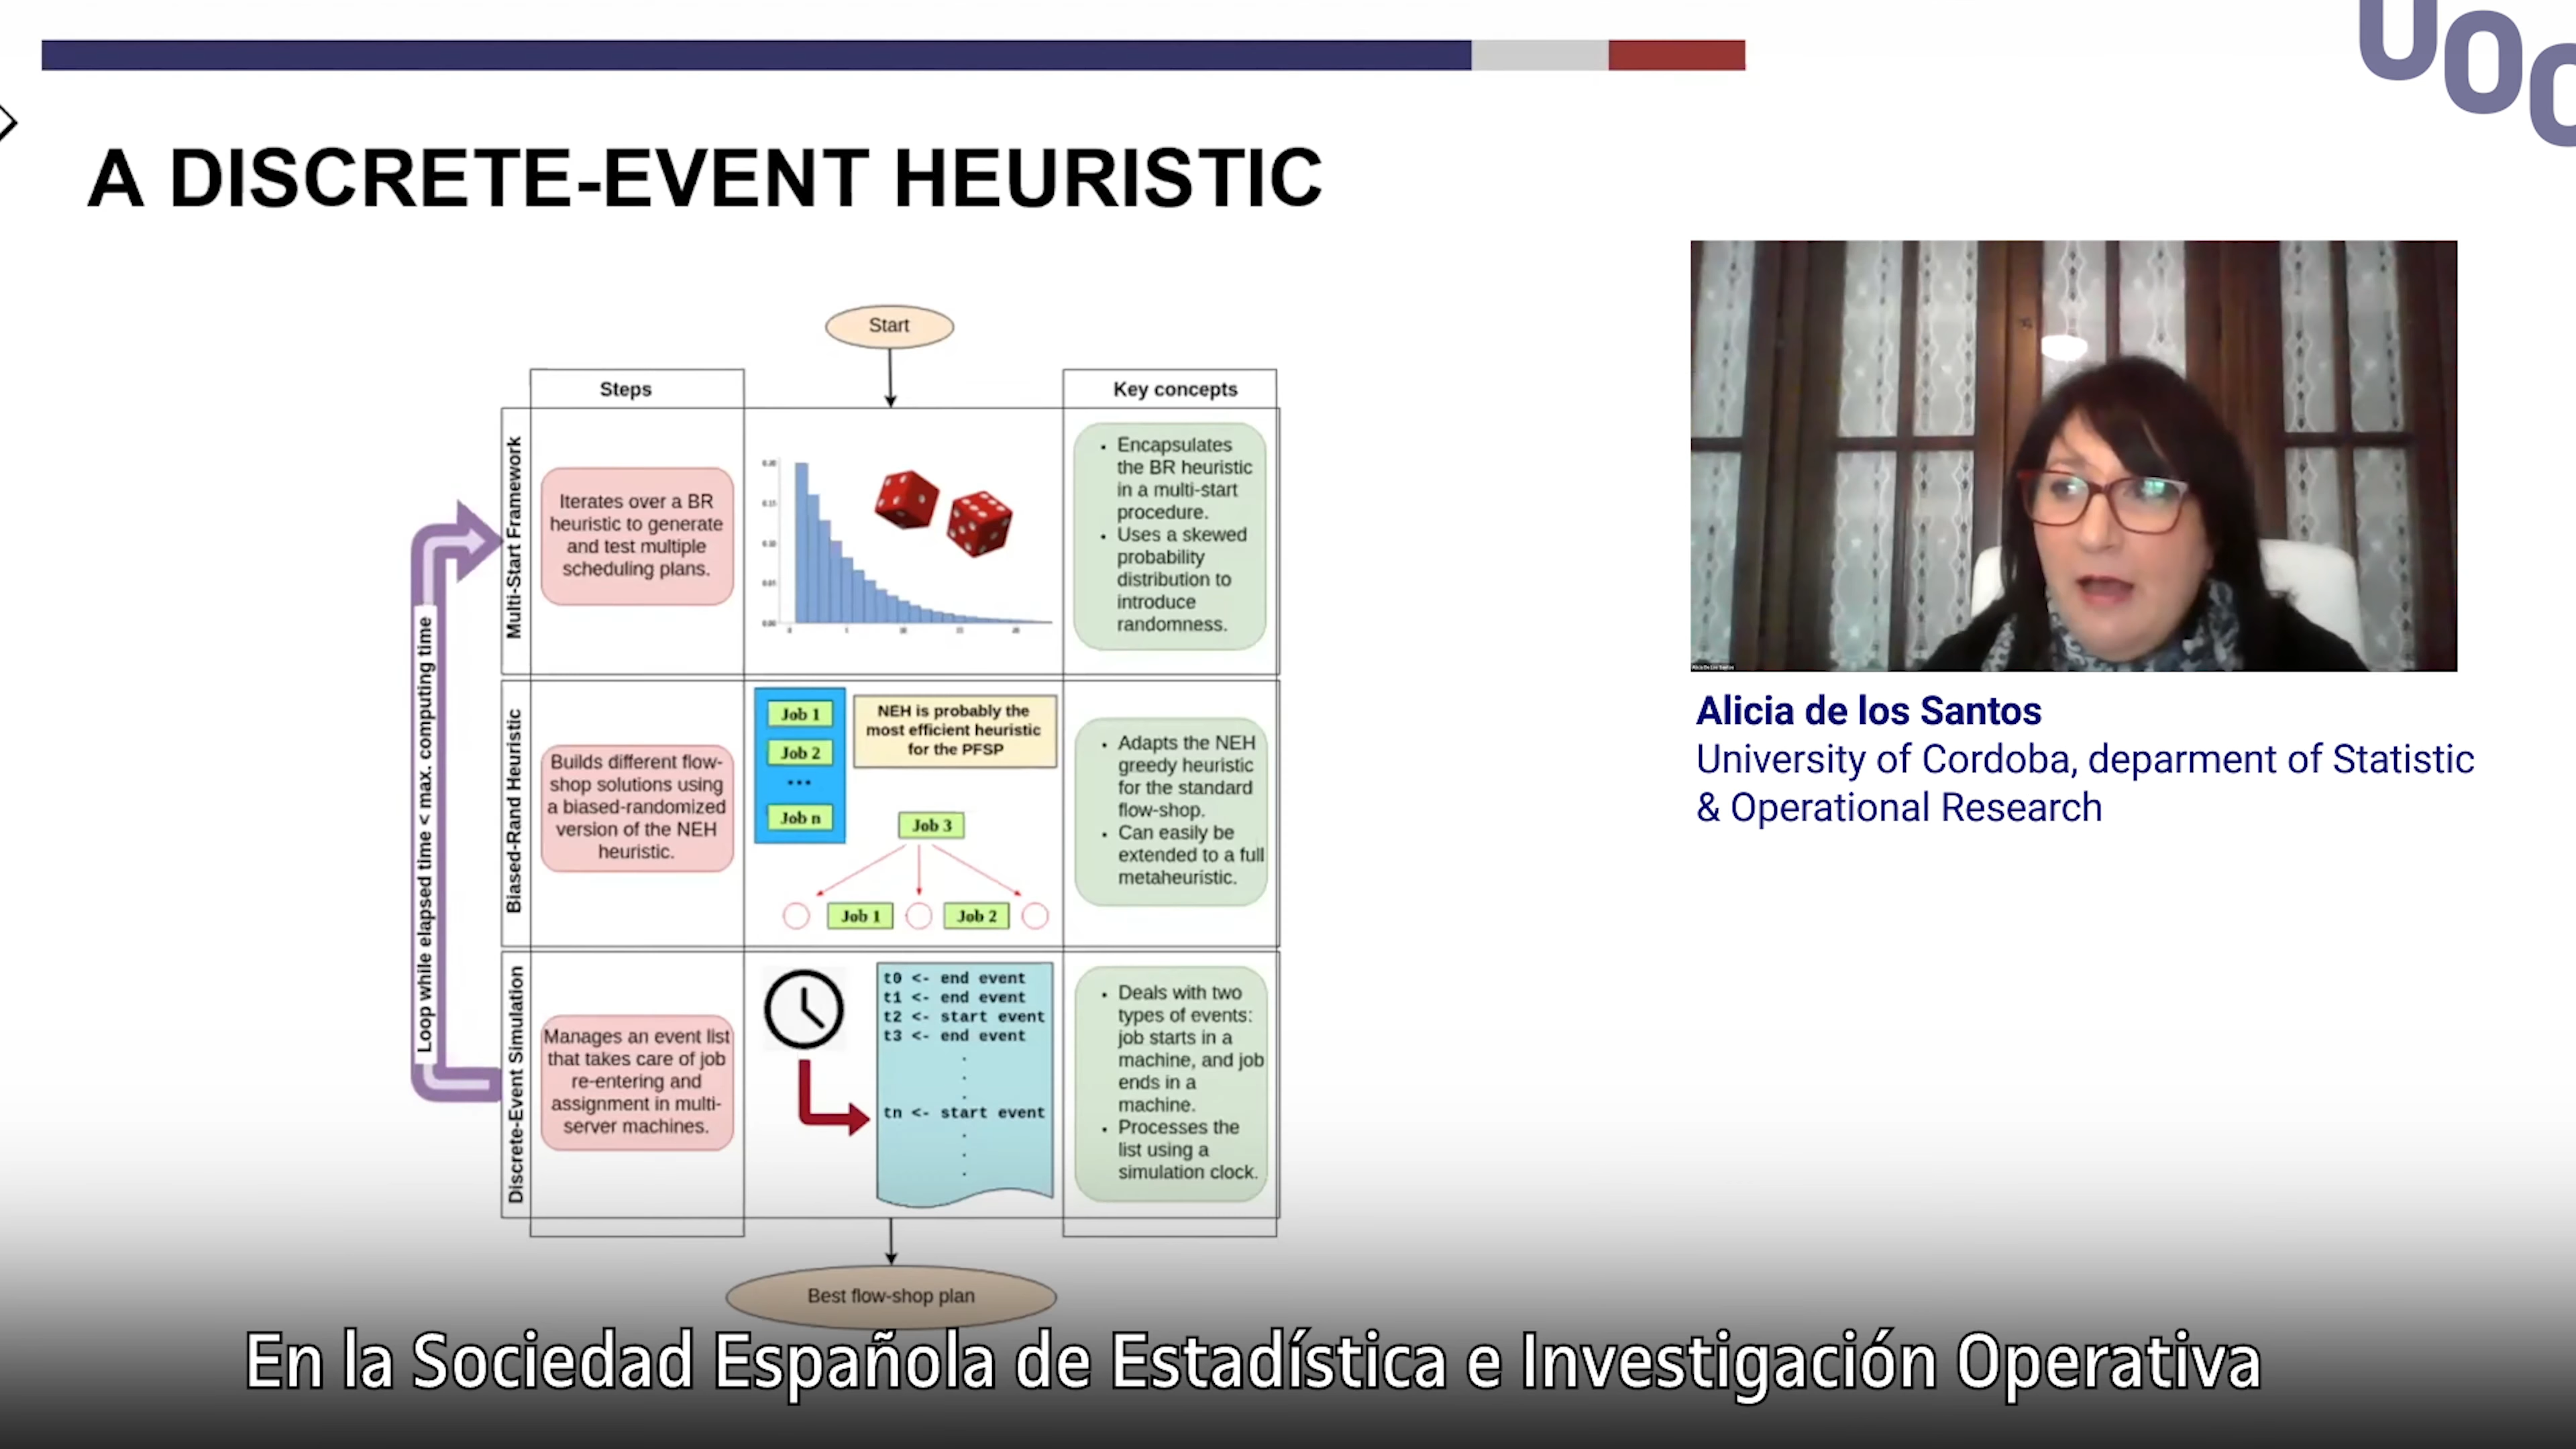 UOC
A DISCRETE-EVENT HEURISTIC
Start
Steps
Key concepts
Multi-Start Framework
Iterates over a BR
heuristic to generate
and test multiple
scheduling plans.
• Encapsulates
the BR heuristic
in a multi-start
procedure.
• Uses a skewed
probability
distribution to
introduce
randomness.
Loop while elapsed time < max. computing time
Biased-Rand Heuristic
Builds different flow-
shop solutions using
a biased-randomized
version of the NEH
heuristic.
Job 1
Job 2
...
Job n
NEH is probably the
most efficient heuristic
for the PFSP
Job 3
Job 1
Job 2
• Adapts the NEH
greedy heuristic
for the standard
flow-shop.
• Can easily be
extended to a full
metaheuristic.
Discrete-Event Simulation
Manages an event list
that takes care of job
re-entering and
assignment in multi-
server machines.
t0 <- end event
t1 <- end event
t2 <- start event
t3 <- end event
.
.
.
tn <- start event
.
.
.
• Deals with two
types of events:
job starts in a
machine, and job
ends in a
machine.
• Processes the
list using a
simulation clock.
Best flow-shop plan
Alicia de los Santos
University of Cordoba, deparment of Statistic
& Operational Research
En la Sociedad Española de Estadística e Investigación Operativa